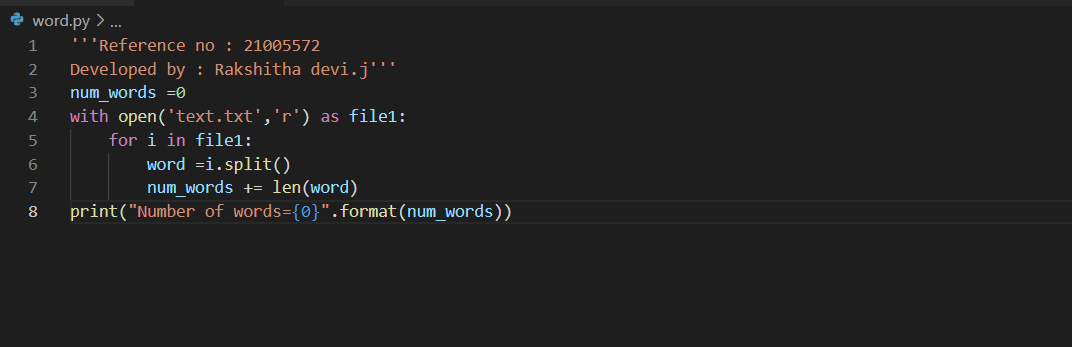 word.py > ...
1 '''Reference no : 21005572
2 Developed by : Rakshitha devi.j'''
3 num_words =0
4 with open('text.txt','r') as file1:
5     for i in file1:
6         word =i.split()
7         num_words += len(word)
8 print("Number of words={0}".format(num_words))